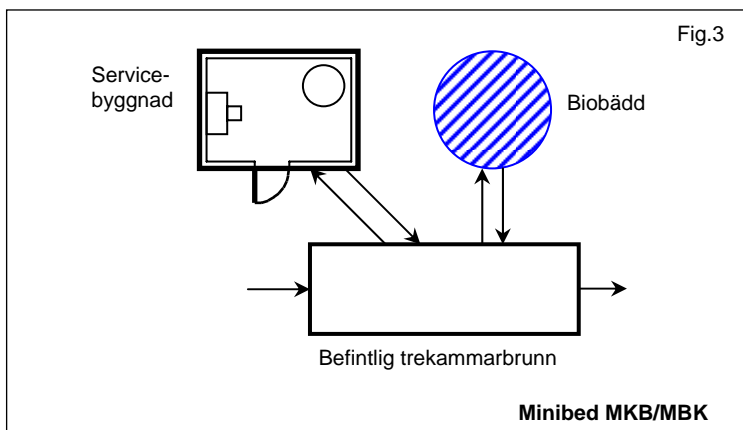 Fig.3
Service-
byggnad
Biobädd
Befintlig trekammarbrunn
Minibed MKB/MBK